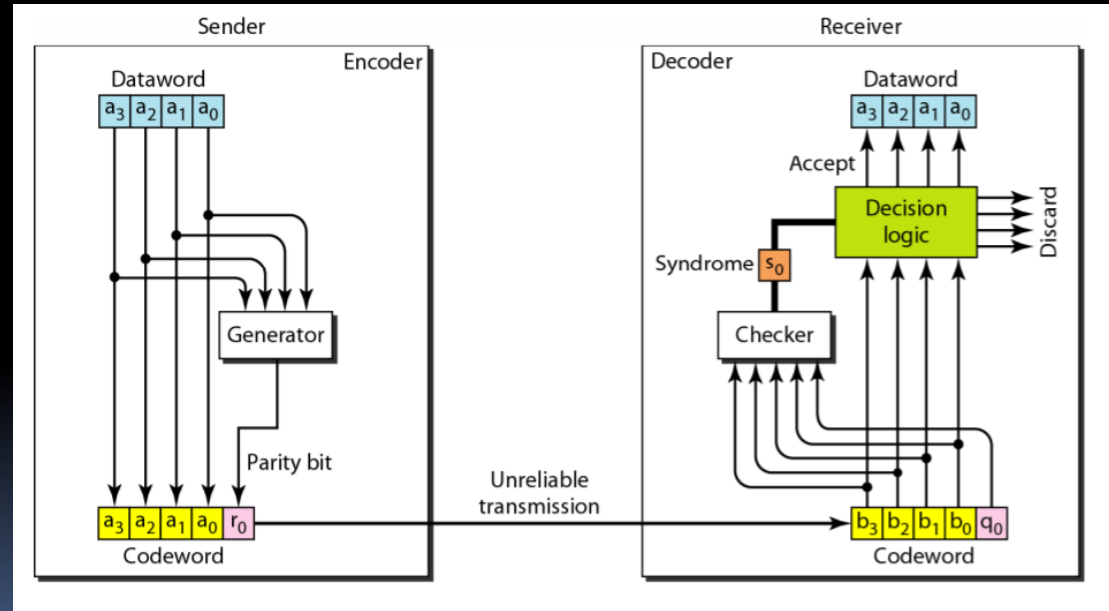 Sender
Receiver
Encoder
Decoder
Dataword
a3 a2 a1 a0
Generator
Parity bit
a3 a2 a1 a0 r0
Codeword
Unreliable
transmission
Dataword
a3 a2 a1 a0
Accept
Decision
logic
Discard
Syndrome s0
Checker
b3 b2 b1 b0 q0
Codeword